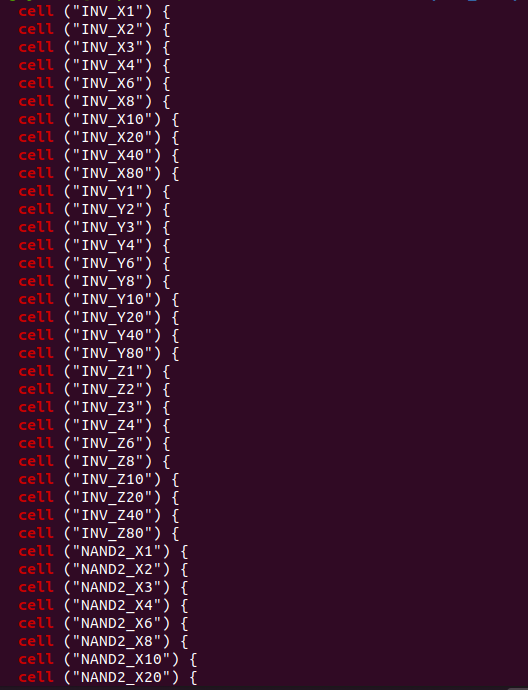 cell ("INV_X1") {
cell ("INV_X2") {
cell ("INV_X3") {
cell ("INV_X4") {
cell ("INV_X6") {
cell ("INV_X8") {
cell ("INV_X10") {
cell ("INV_X20") {
cell ("INV_X40") {
cell ("INV_X80") {
cell ("INV_Y1") {
cell ("INV_Y2") {
cell ("INV_Y3") {
cell ("INV_Y4") {
cell ("INV_Y6") {
cell ("INV_Y8") {
cell ("INV_Y10") {
cell ("INV_Y20") {
cell ("INV_Y40") {
cell ("INV_Y80") {
cell ("INV_Z1") {
cell ("INV_Z2") {
cell ("INV_Z3") {
cell ("INV_Z4") {
cell ("INV_Z6") {
cell ("INV_Z8") {
cell ("INV_Z10") {
cell ("INV_Z20") {
cell ("INV_Z40") {
cell ("INV_Z80") {
cell ("NAND2_X1") {
cell ("NAND2_X2") {
cell ("NAND2_X3") {
cell ("NAND2_X4") {
cell ("NAND2_X6") {
cell ("NAND2_X8") {
cell ("NAND2_X10") {
cell ("NAND2_X20") {